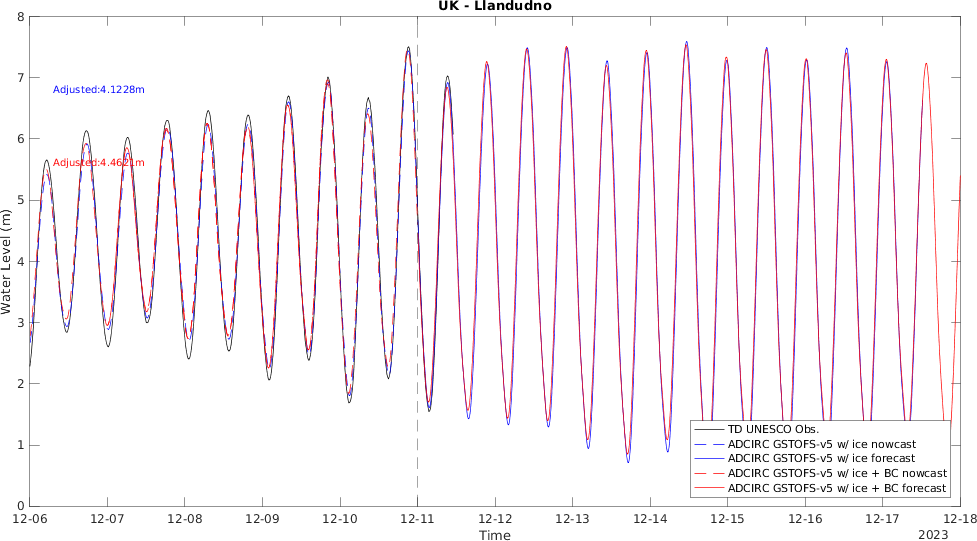 UK - Llandudno
8
7
6
5
4
3
2
1
0
Water Level (m)
Adjusted:4.1228m
Adjusted:4.4621m
TD UNESCO Obs.
ADCIRC GSTOFS-v5 w/ ice nowcast
ADCIRC GSTOFS-v5 w/ ice forecast
ADCIRC GSTOFS-v5 w/ ice + BC nowcast
ADCIRC GSTOFS-v5 w/ ice + BC forecast
12-06 12-07 12-08 12-09 12-10 12-11 12-12 12-13 12-14 12-15 12-16 12-17 12-18
Time
2023